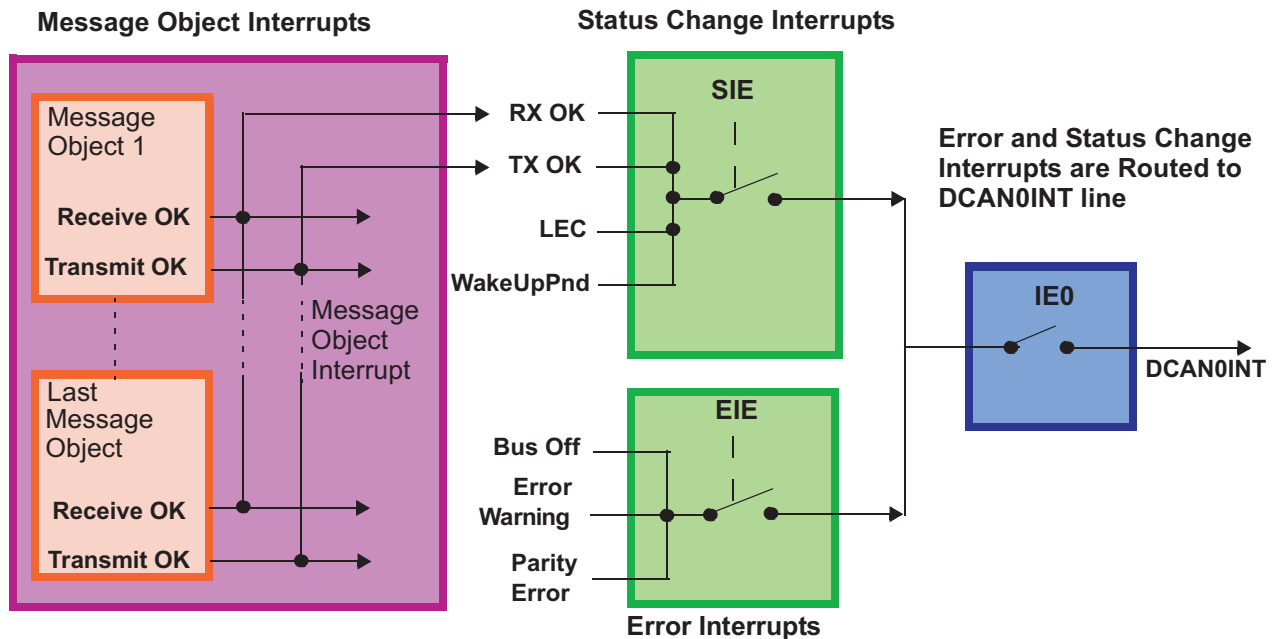 Message Object Interrupts
Message
Object 1
Receive OK
Transmit OK
Message
Object
Interrupt
Last
Message
Object
Receive OK
Transmit OK
Status Change Interrupts
SIE
RX OK
TX OK
LEC
WakeUpPnd
EIE
Bus Off
Error
Warning
Parity
Error
Error Interrupts
Error and Status Change
Interrupts are Routed to
DCAN0INT line
IE0
DCAN0INT